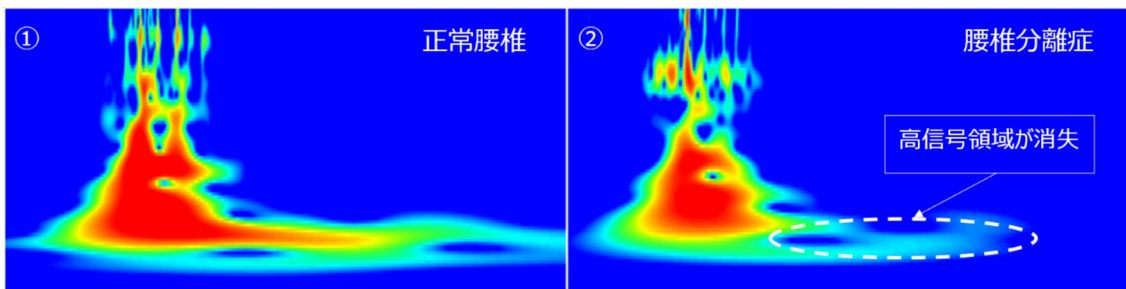 ①
正常腰椎
②
腰椎分離症
高信号領域が消失